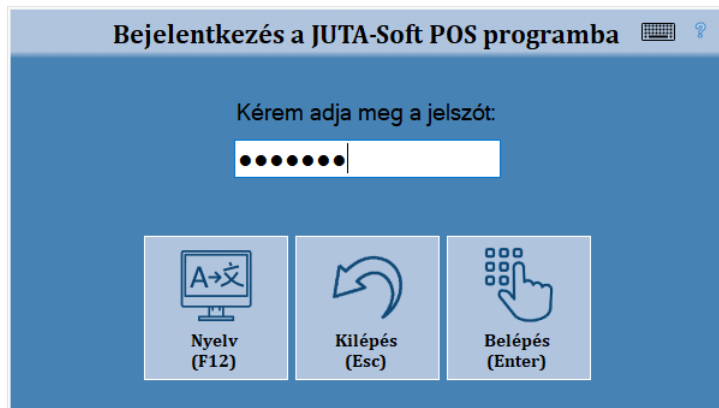 Bejelentkezés a JUTA-Soft POS programba
?
Kérem adja meg a jelszót:
●●●●●●●
A→文
Nyelv
(F12)
Kilépés
(Esc)
Belépés
(Enter)